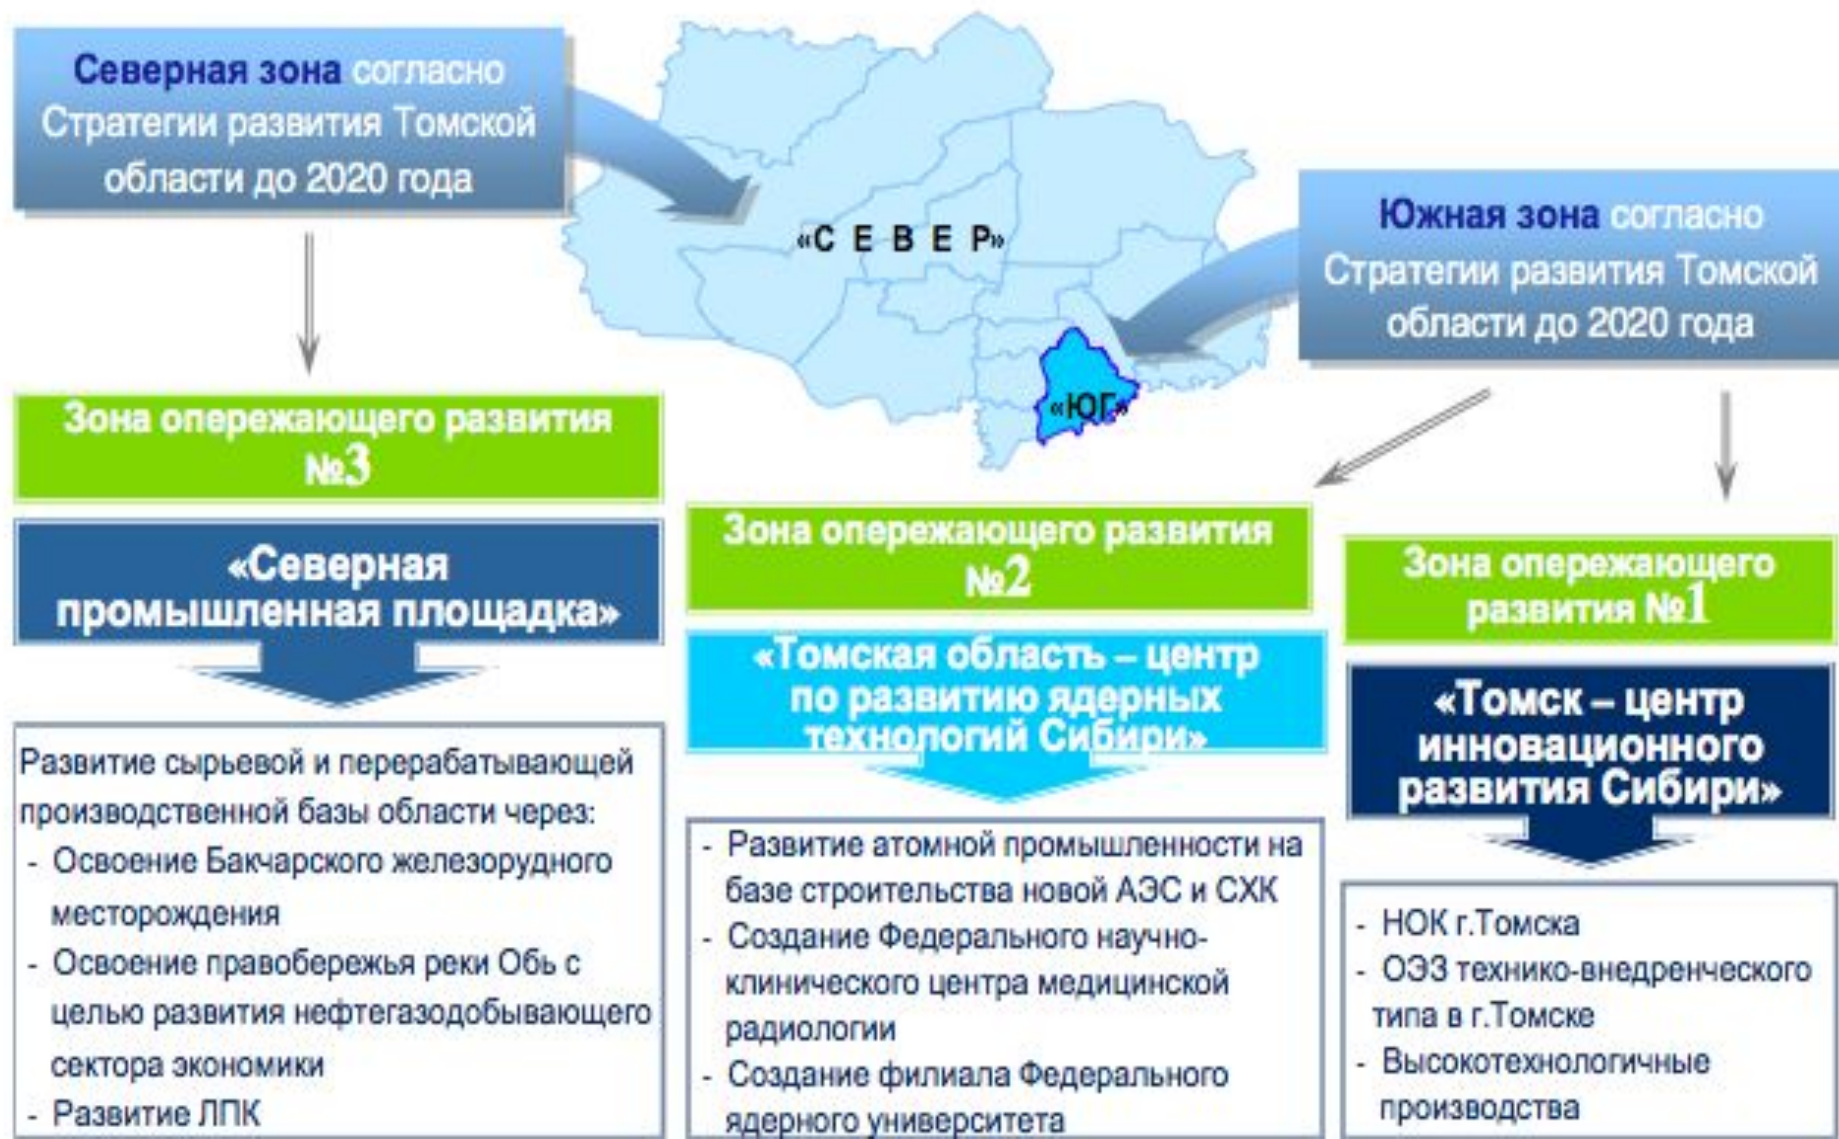 Северная зона согласно
Стратегии развития Томской
области до 2020 года
«С Е В Е Р»
Южная зона согласно
Стратегии развития Томской
области до 2020 года
«ЮГ»
Зона опережающего развития
№3
«Северная
промышленная площадка»
Развитие сырьевой и перерабатывающей
производственной базы области через:
- Освоение Бакчарского железорудного
месторождения
- Освоение правобережья реки Обь с
целью развития нефтегазодобывающего
сектора экономики
- Развитие ЛПК
Зона опережающего развития
№2
«Томская область – центр
по развитию ядерных
технологий Сибири»
- Развитие атомной промышленности на
базе строительства новой АЭС и СХК
- Создание Федерального научно-
клинического центра медицинской
радиологии
- Создание филиала Федерального
ядерного университета
Зона опережающего
развития №1
«Томск – центр
инновационного
развития Сибири»
- НОК г.Томска
- ОЭЗ технико-внедренческого
типа в г.Томске
- Высокотехнологичные
производства